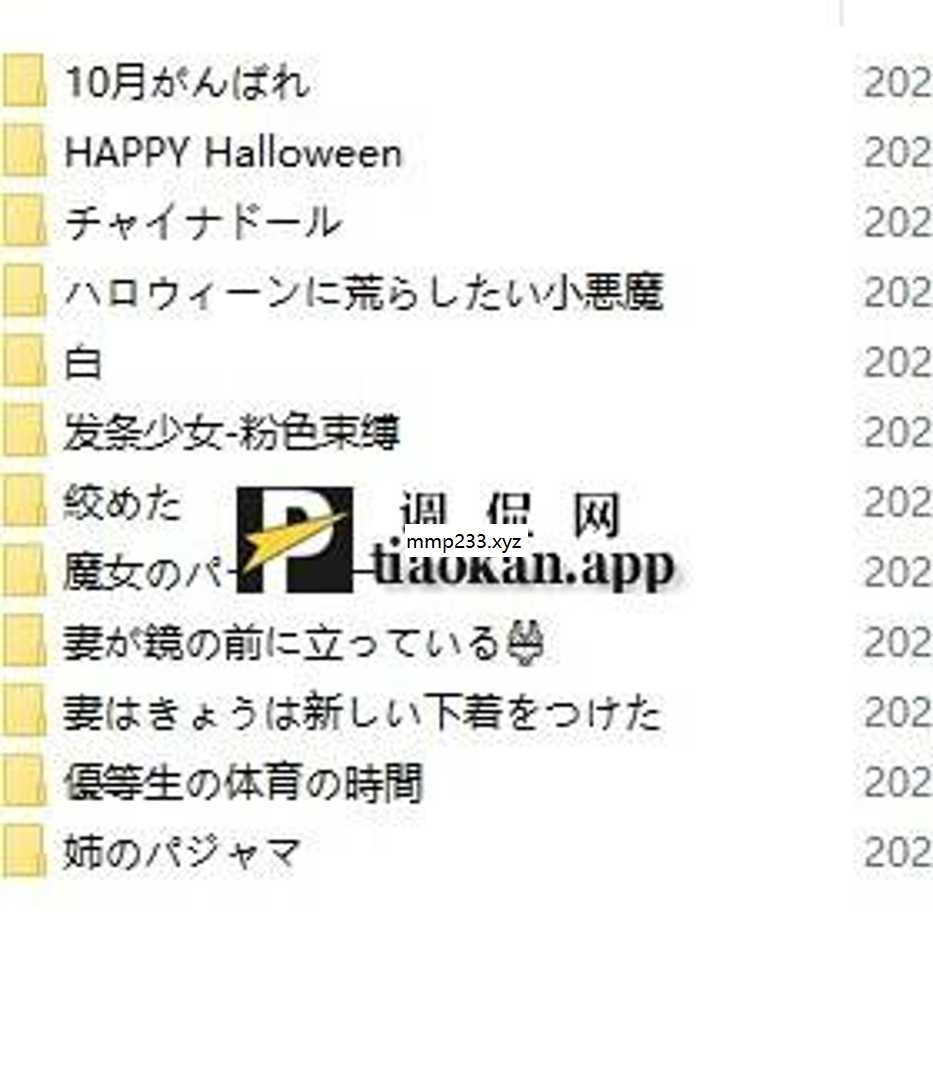 10月がんばれ 202
HAPPY Halloween 202
チャイナドール 202
ハロウィーンに荒らしたい小悪魔 202
白 202
发条少女-粉色束缚 202
絞めた 202
调侃网
mmp233.xyz
tiaokan.app
魔女のパ 202
妻が鏡の前に立っている👙 202
妻はきょうは新しい下着をつけた 202
優等生の体育の時間 202
姉のパジャマ 202